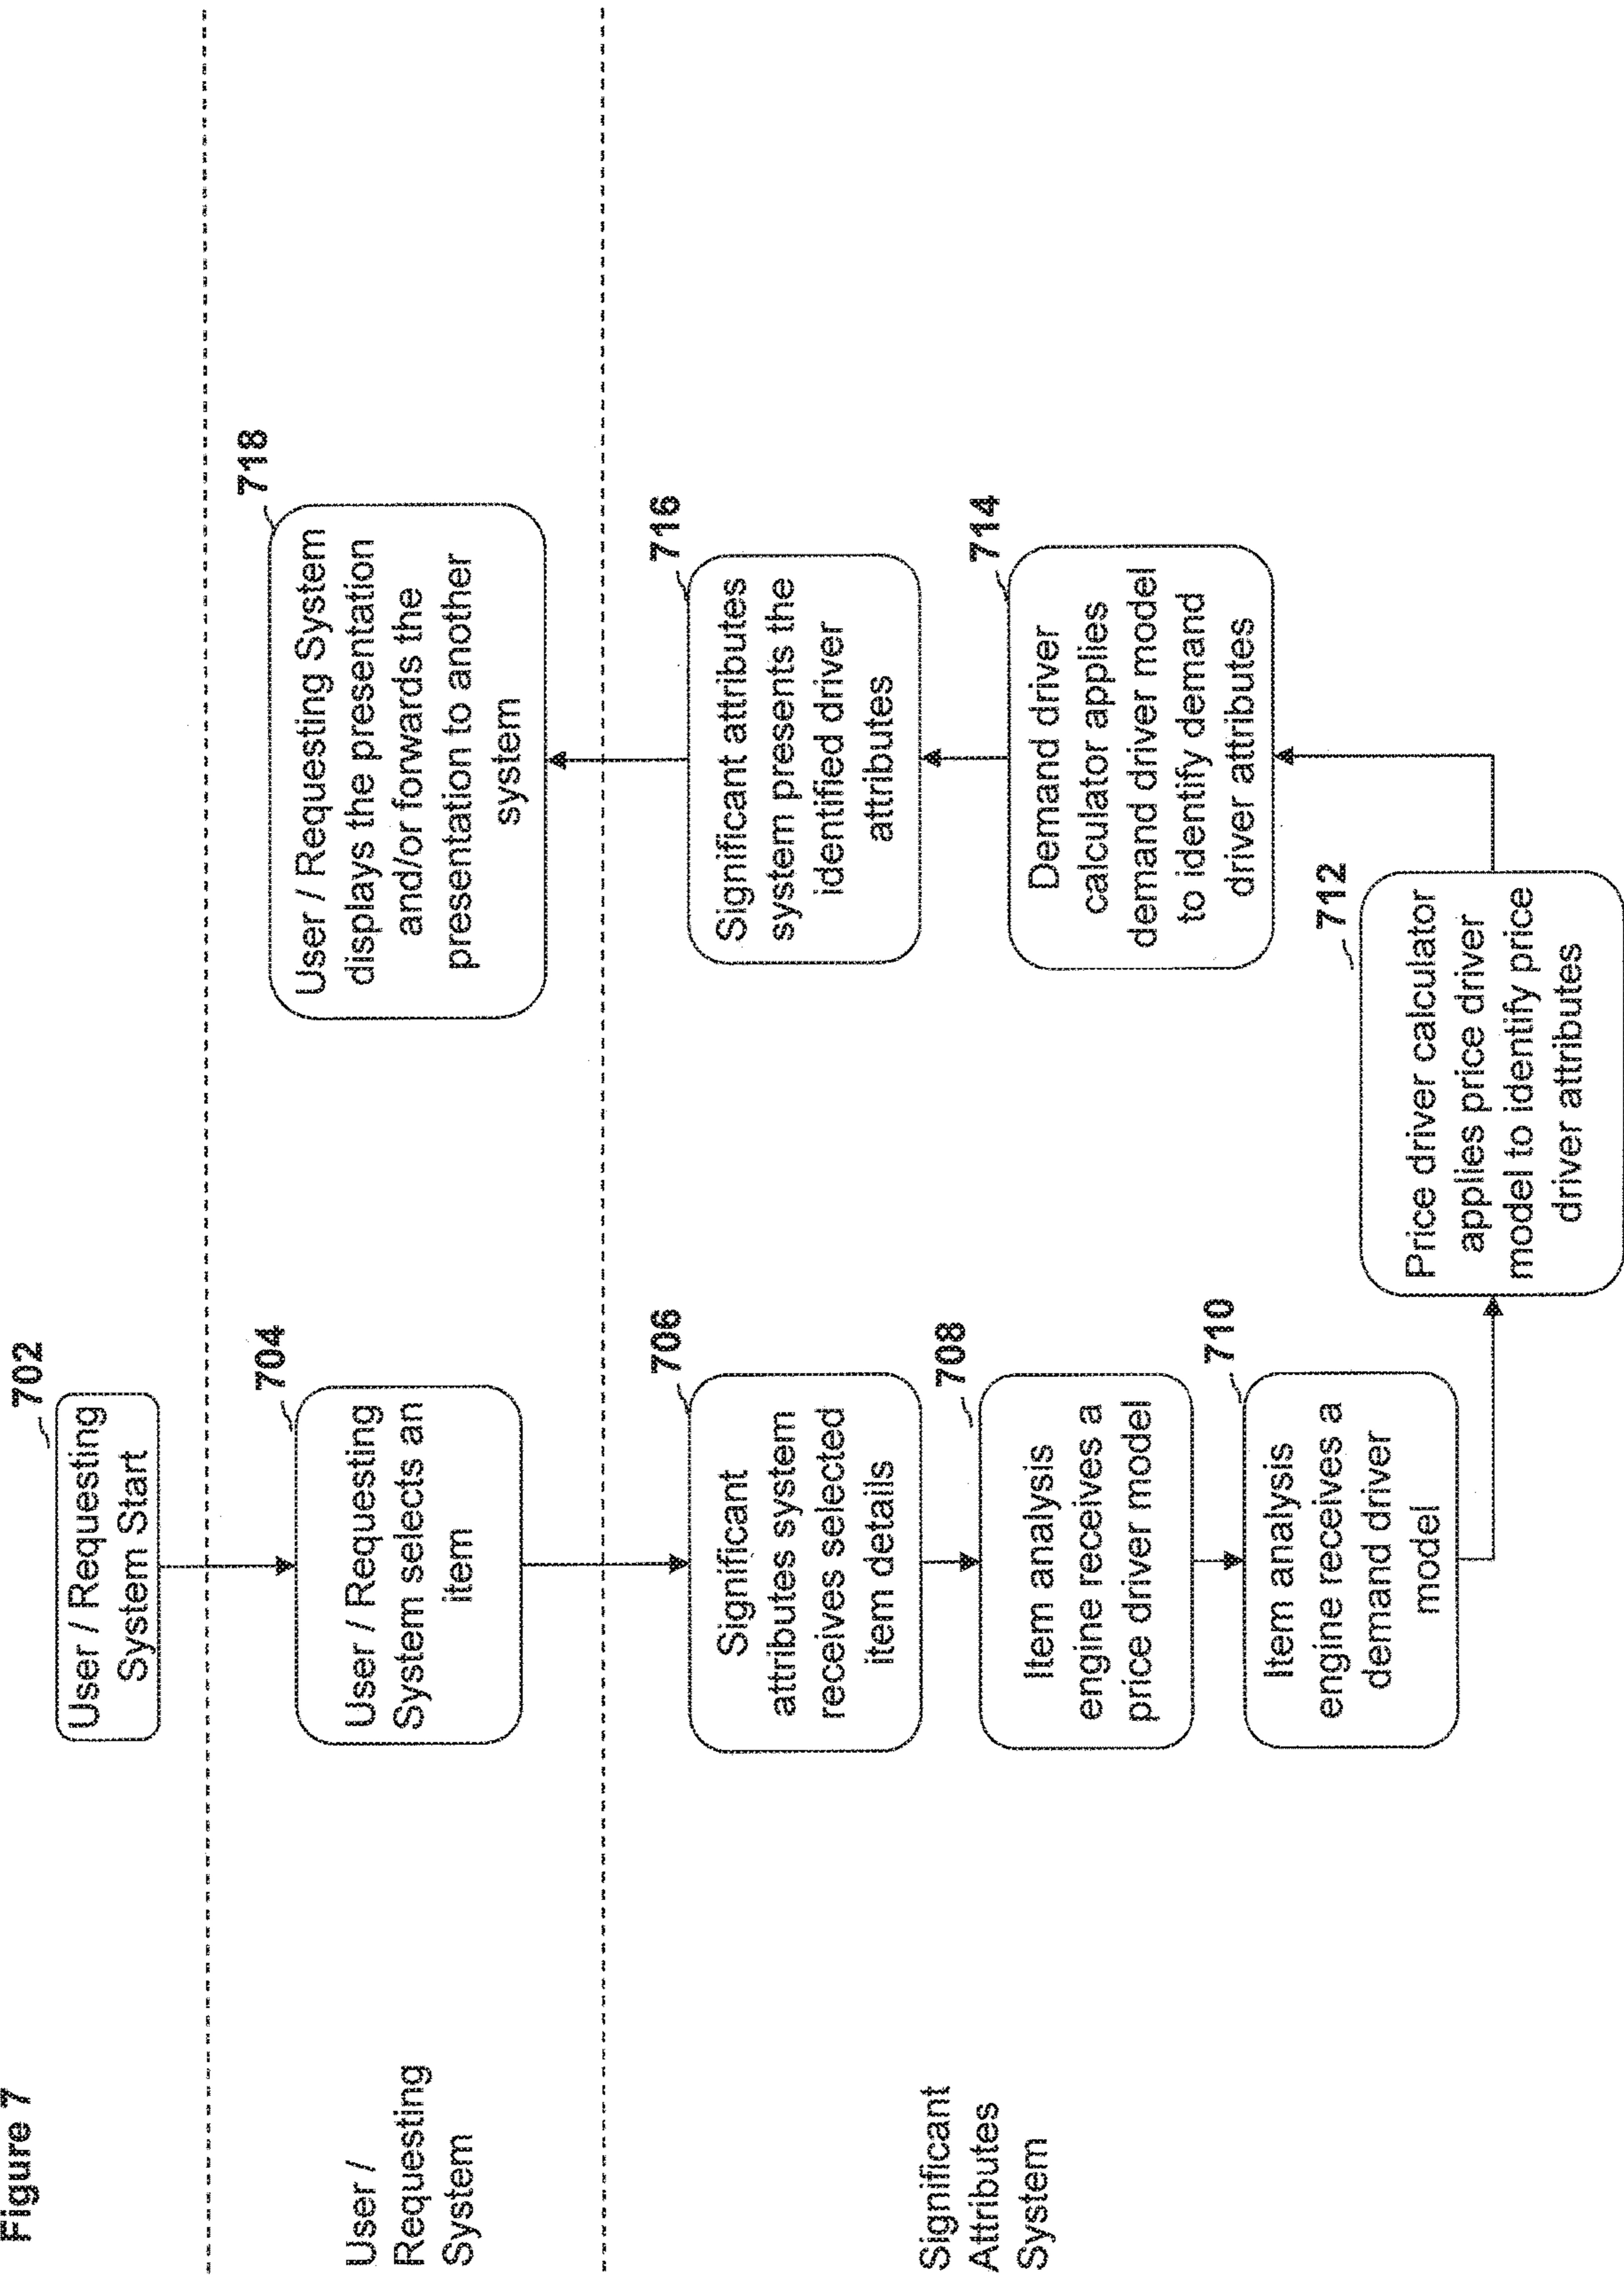 Figure 7
702
User / Requesting
System Start
User /
Requesting
System
704
User / Requesting
System selects an
item
718
User / Requesting System
displays the presentation
and/or forwards the
presentation to another
system
Significant
Attributes
System
706
Significant
attributes system
receives selected
item details
708
Item analysis
engine receives a
price driver model
710
Item analysis
engine receives a
demand driver
model
712
Price driver calculator
applies price driver
model to identify price
driver attributes
714
Demand driver
calculator applies
demand driver model
to identify demand
driver attributes
716
Significant attributes
system presents the
identified driver
attributes